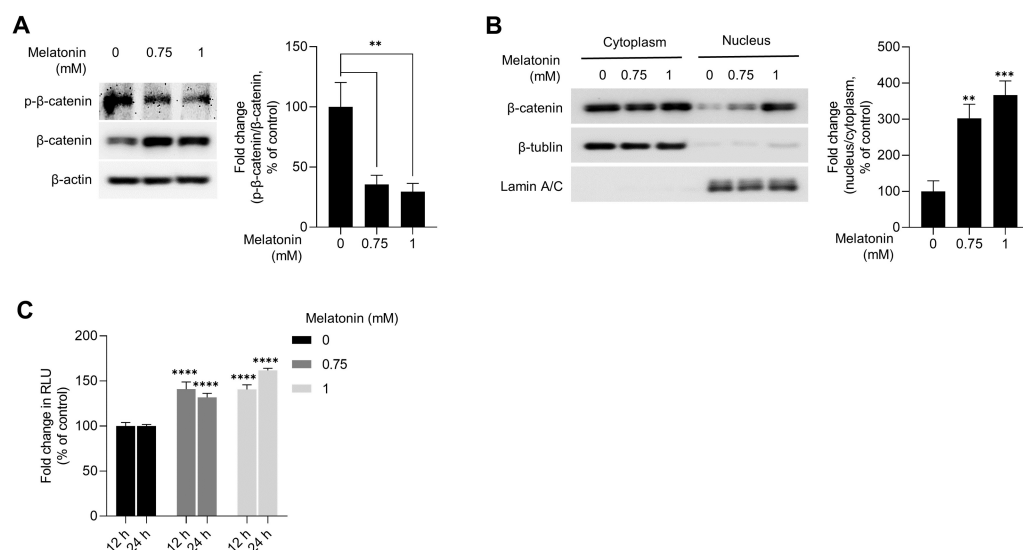 A
Melatonin
(mM)
0 0.75 1
p-β-catenin
β-catenin
β-actin
Fold change
(p-β-catenin/β-catenin,
% of control)
150
100
50
0
**
0 0.75 1
Melatonin
(mM)
B
Cytoplasm Nucleus
Melatonin
(mM)
0 0.75 1 0 0.75 1
β-catenin
β-tublin
Lamin A/C
Fold change
(nucleus/cytoplasm,
% of control)
500
400
300
200
100
0
**
***
0 0.75 1
Melatonin
(mM)
C
Fold change in RLU
(% of control)
200
150
100
50
0
**** **** **** ****
12 h 24 h 12 h 24 h 12 h 24 h
Melatonin (mM)
0
0.75
1